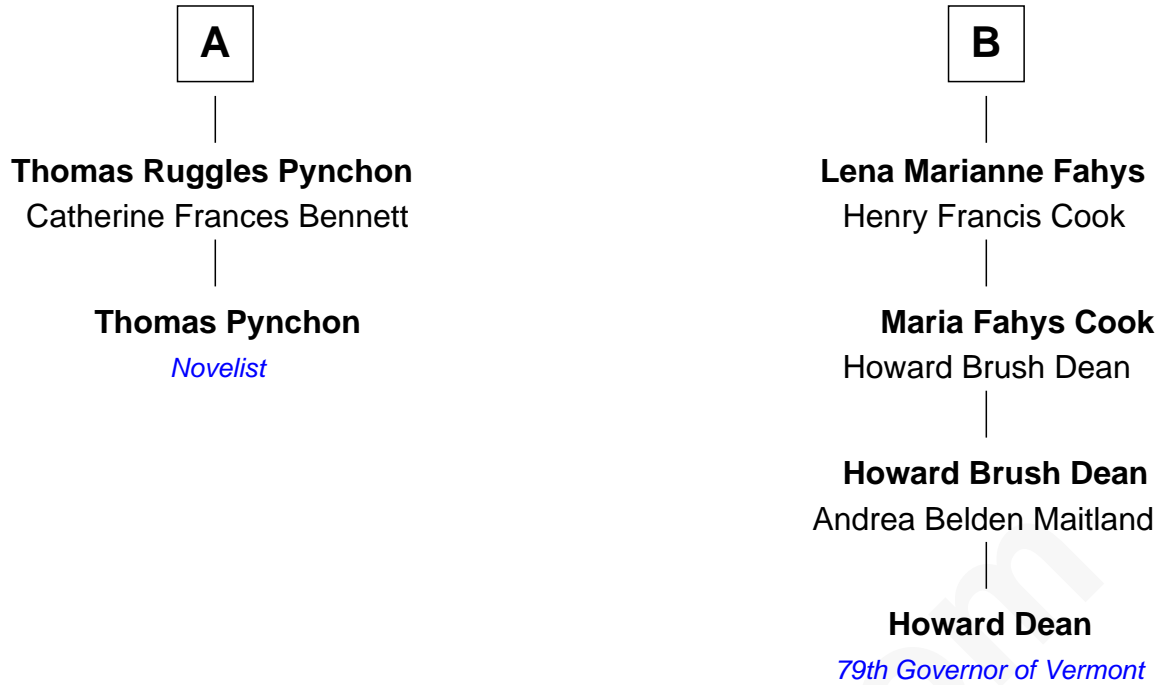 A
Thomas Ruggles Pynchon
Catherine Frances Bennett
Thomas Pynchon
Novelist
B
Lena Marianne Fahys
Henry Francis Cook
Maria Fahys Cook
Howard Brush Dean
Howard Brush Dean
Andrea Belden Maitland
Howard Dean
79th Governor of Vermont